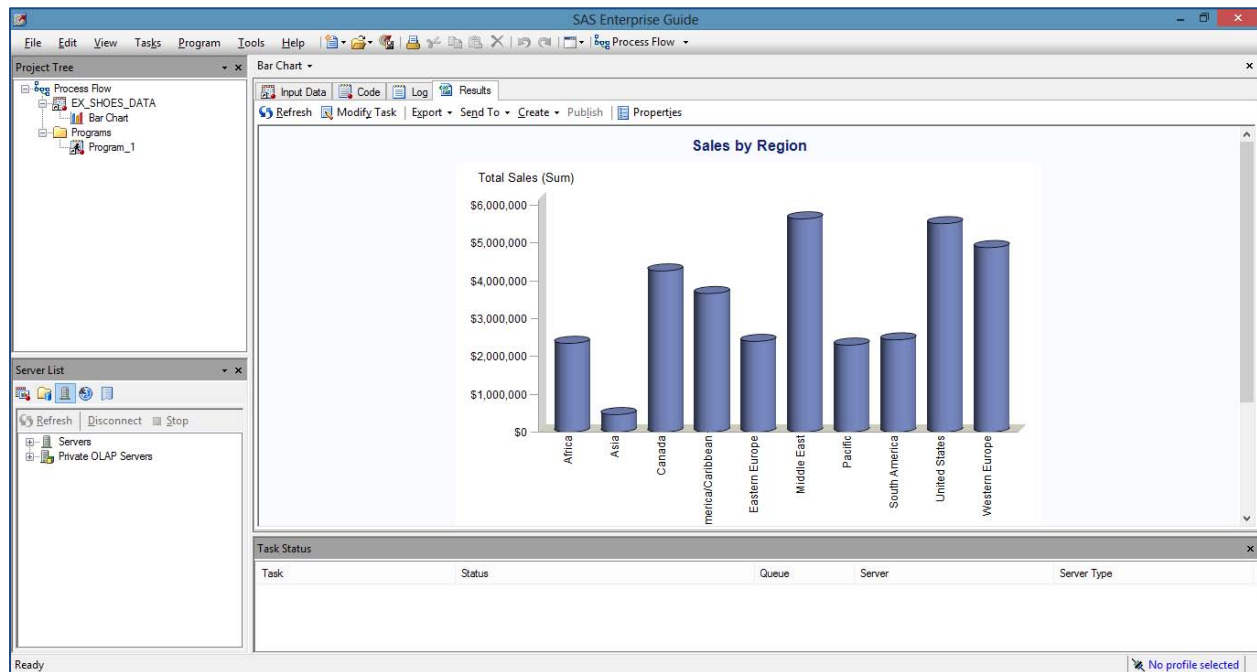 SAS Enterprise Guide
File Edit View Tasks Program Tools Help Process Flow
Project Tree
Process Flow
EX_SHOES_DATA
Bar Chart
Programs
Program_1
Server List
Refresh Disconnect Stop
Servers
Private OLAP Servers
Bar Chart
Input Data Code Log Results
Refresh Modify Task Export Send To Create Publish Properties
Sales by Region
Total Sales (Sum)
$6,000,000
$5,000,000
$4,000,000
$3,000,000
$2,000,000
$1,000,000
$0
Africa
Asia
Canada
merica/Caribbean
Eastern Europe
Middle East
Pacific
South America
United States
Western Europe
Task Status
Task Status Queue Server Server Type
Ready
No profile selected